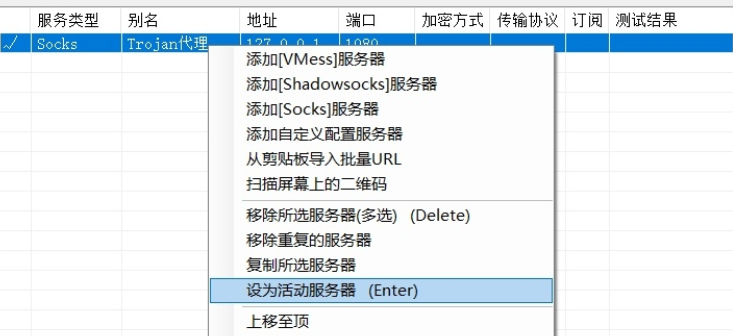 服务类型 别名 地址 端口 加密方式 传输协议 订阅 测试结果
Socks Trojan代理 127.0.0.1 1080
添加[VMess]服务器
添加[Shadowsocks]服务器
添加[Socks]服务器
添加自定义配置服务器
从剪贴板导入批量URL
扫描屏幕上的二维码
移除所选服务器(多选) (Delete)
移除重复的服务器
复制所选服务器
设为活动服务器 (Enter)
上移至顶